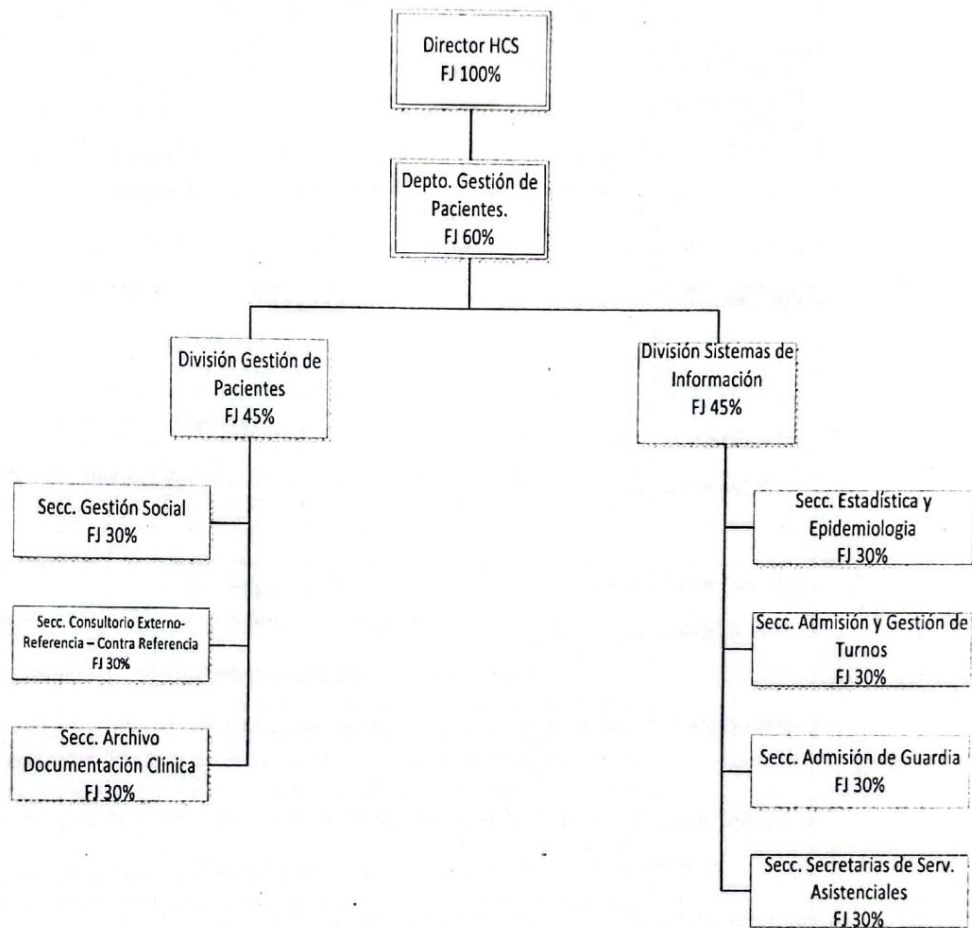 Director HCS
FJ 100%
Depto. Gestión de
Pacientes.
FJ 60%
División Gestión de
Pacientes
FJ 45%
División Sistemas de
Información
FJ 45%
Secc. Gestión Social
FJ 30%
Secc. Consultorio Externo-
Referencia – Contra Referencia
FJ 30%
Secc. Archivo
Documentación Clínica
FJ 30%
Secc. Estadística y
Epidemiologia
FJ 30%
Secc. Admisión y Gestión de
Turnos
FJ 30%
Secc. Admisión de Guardia
FJ 30%
Secc. Secretarias de Serv.
Asistenciales
FJ 30%